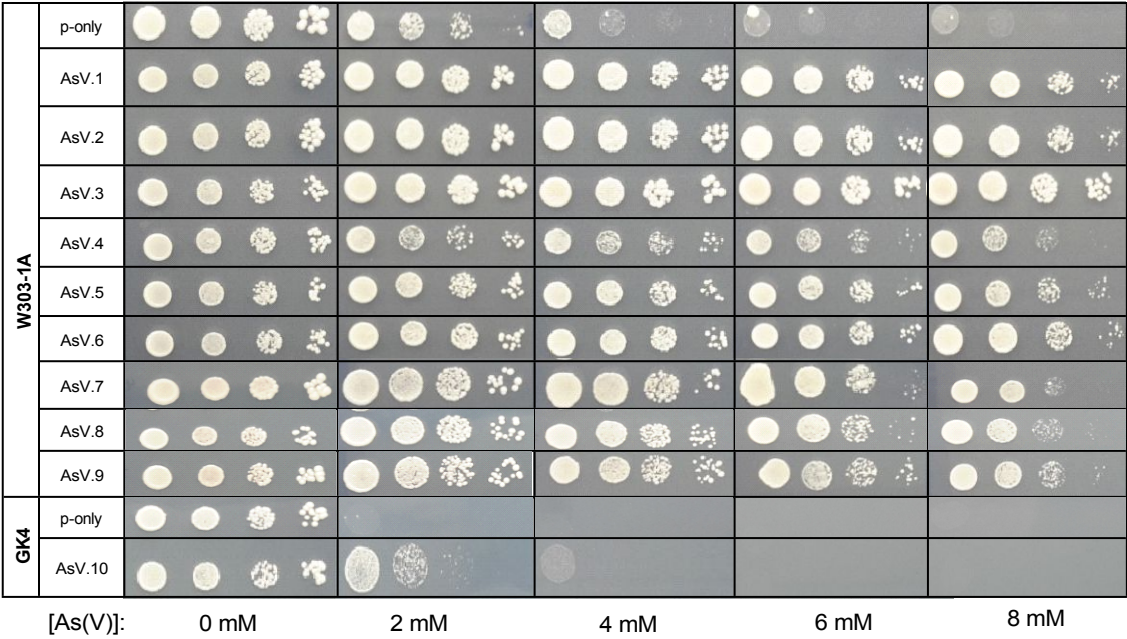 W303-1A
p-only
AsV.1
AsV.2
AsV.3
AsV.4
AsV.5
AsV.6
AsV.7
AsV.8
AsV.9
GK4
p-only
AsV.10
[As(V)]: 0 mM 2 mM 4 mM 6 mM 8 mM